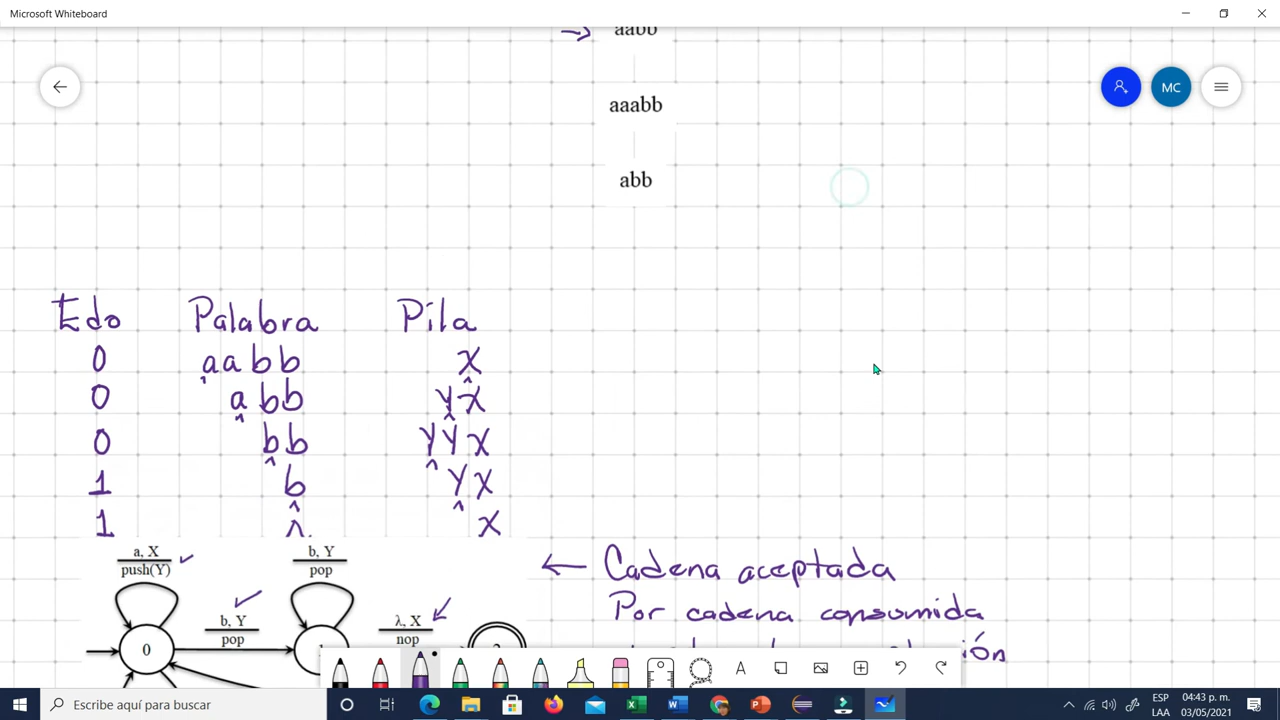 Microsoft Whiteboard
aabb
MC
aaabb
abb
Edo Palabra Pila
0 aabb X
0 abb YX
0 bb YYX
1 b YX
1 λ X
a, X
push(Y)
b, Y
pop
b, Y
pop
λ, X
nop
0
← Cadena aceptada
Por cadena consumida
Escribe aquí para buscar
ESP
LAA
04:43 p. m.
03/05/2021